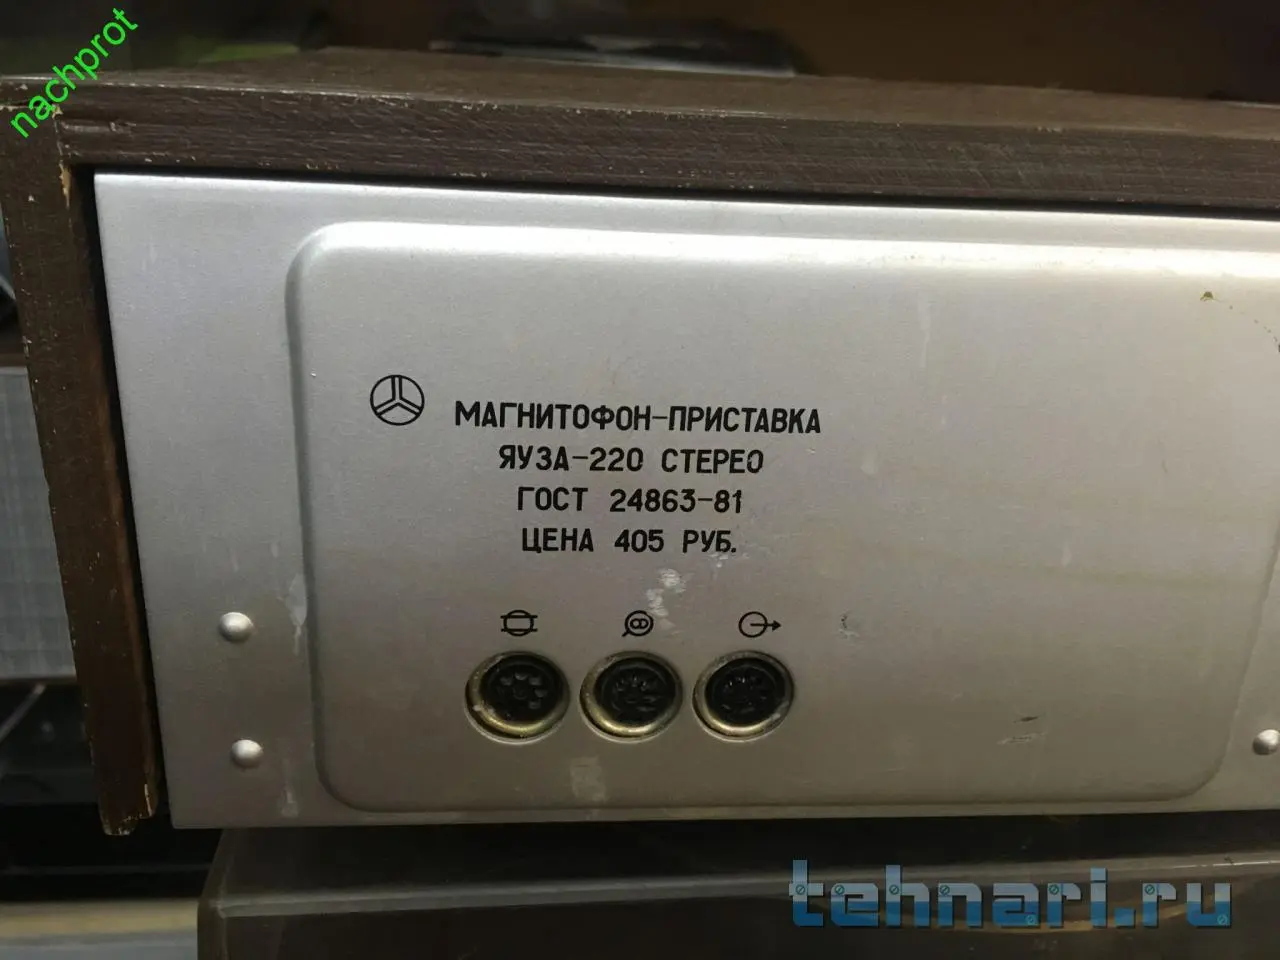 nachprot
МАГНИТОФОН-ПРИСТАВКА
ЯУЗА-220 СТЕРЕО
ГОСТ 24863-81
ЦЕНА 405 РУБ.
tehnari.ru